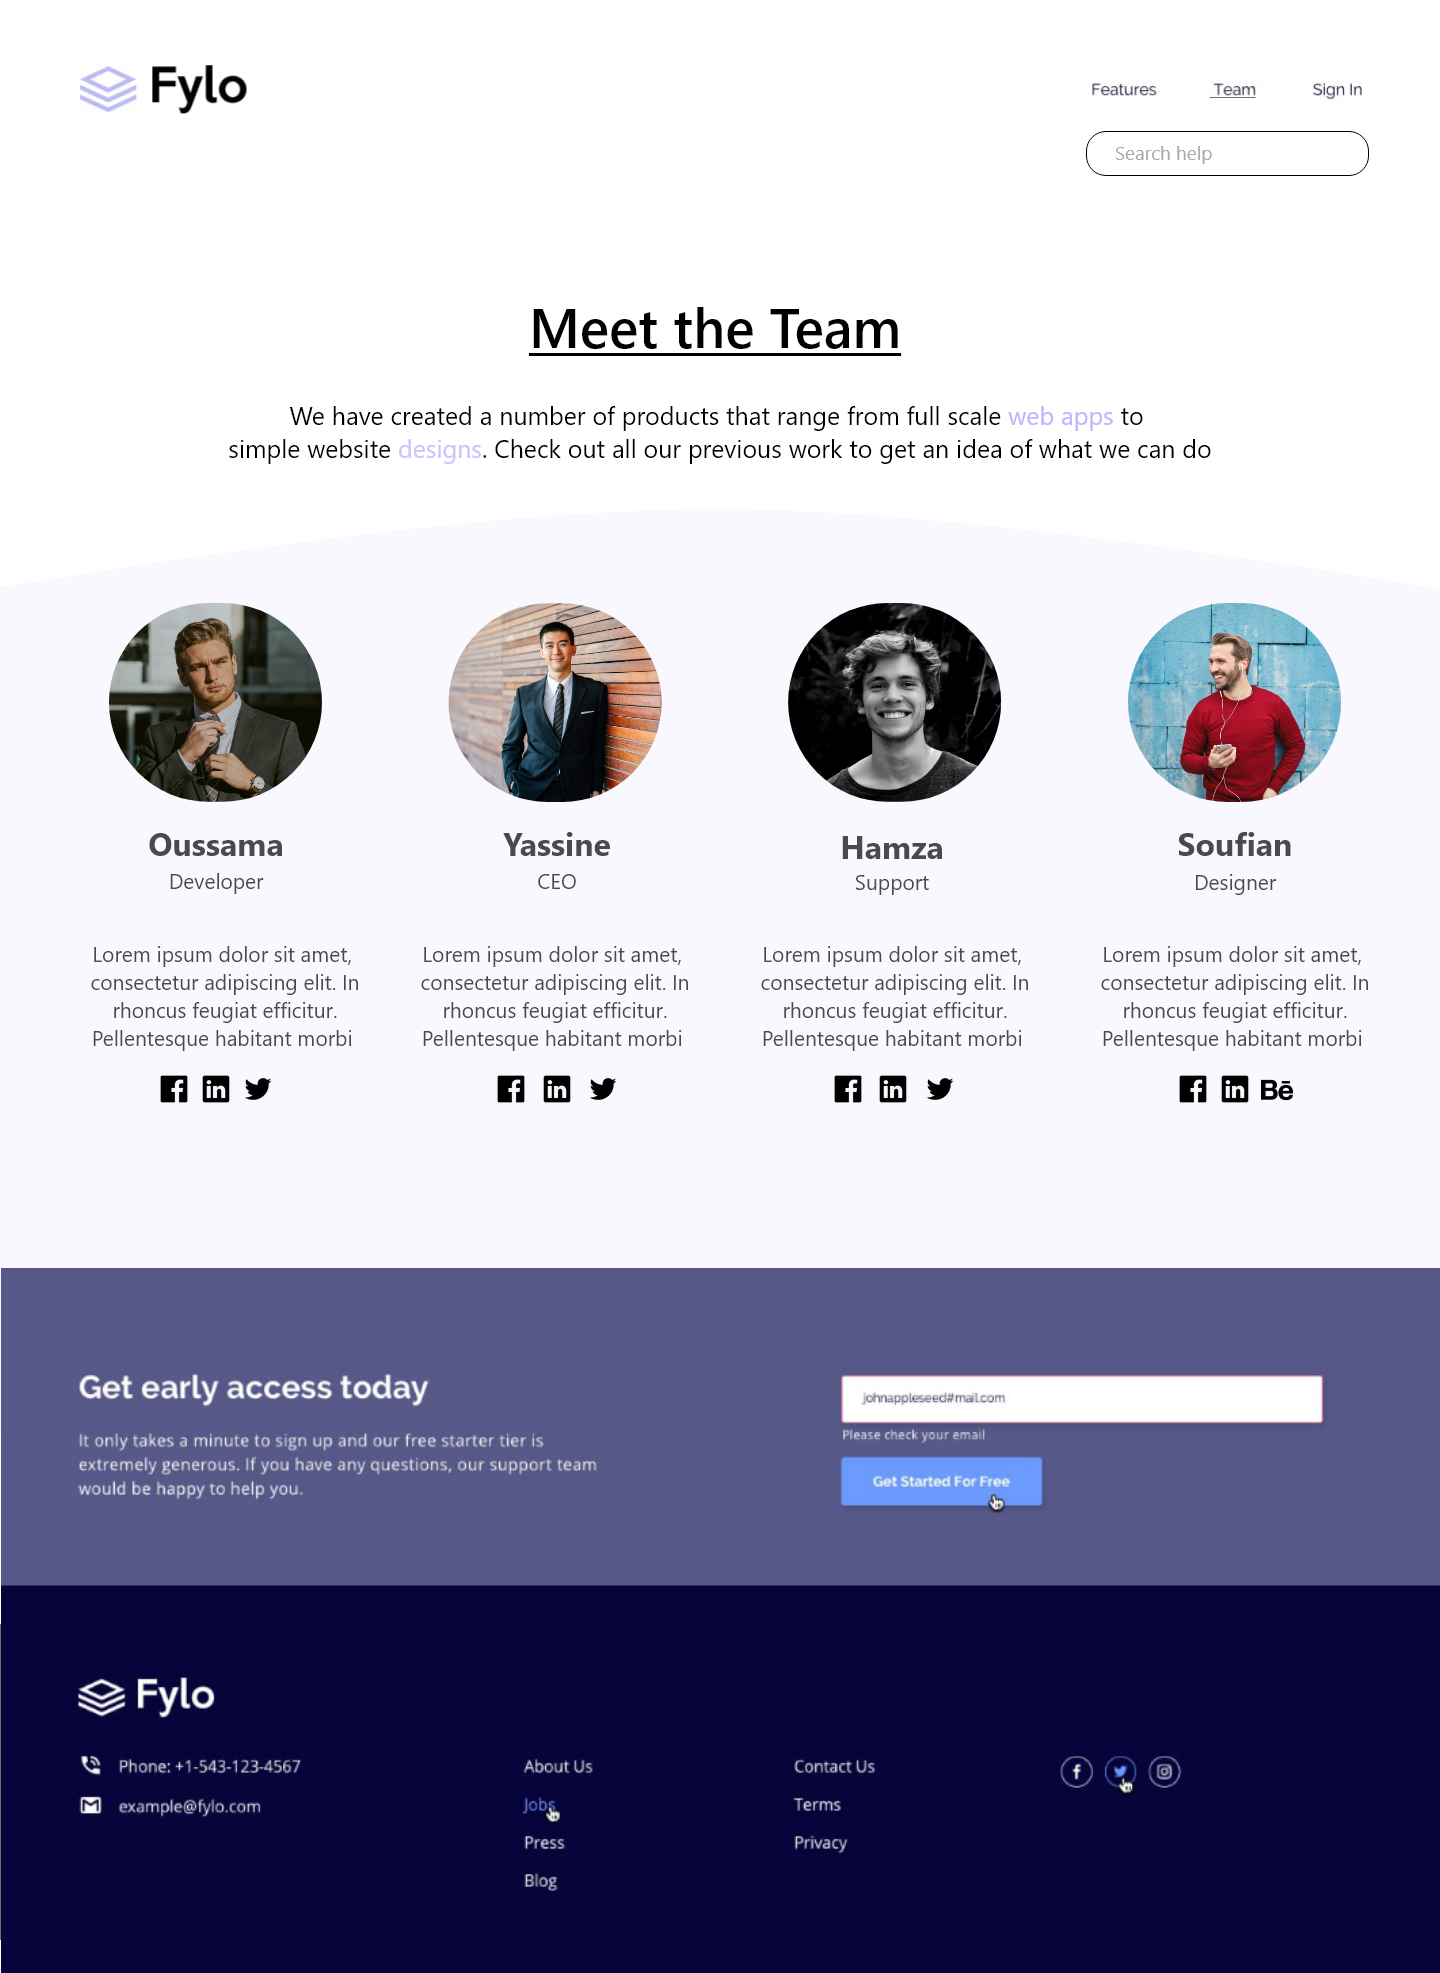 Fylo
Features
Team
Sign In
Search help
Meet the Team
We have created a number of products that range from full scale web apps to
simple website designs. Check out all our previous work to get an idea of what we can do
Oussama
Developer
Lorem ipsum dolor sit amet,
consectetur adipiscing elit. In
rhoncus feugiat efficitur.
Pellentesque habitant morbi
Yassine
CEO
Lorem ipsum dolor sit amet,
consectetur adipiscing elit. In
rhoncus feugiat efficitur.
Pellentesque habitant morbi
Hamza
Support
Lorem ipsum dolor sit amet,
consectetur adipiscing elit. In
rhoncus feugiat efficitur.
Pellentesque habitant morbi
Soufian
Designer
Lorem ipsum dolor sit amet,
consectetur adipiscing elit. In
rhoncus feugiat efficitur.
Pellentesque habitant morbi
Get early access today
It only takes a minute to sign up and our free starter tier is
extremely generous. If you have any questions, our support team
would be happy to help you.
johnappleseed#mail.com
Please check your email
Get Started For Free
Fylo
Phone: +1-543-123-4567
example@fylo.com
About Us
Jobs
Press
Blog
Contact Us
Terms
Privacy